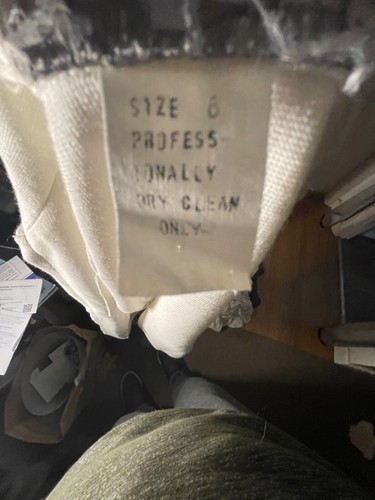 SIZE 8
PROFESS-
IONALLY
DRY CLEAN
ONLY